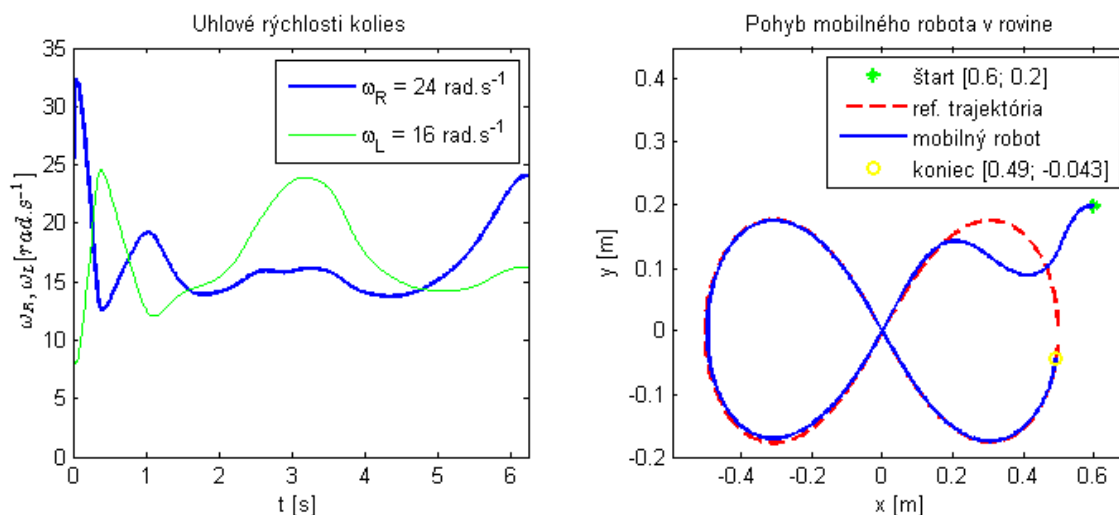 Uhlové rýchlosti kolies
35
30
25
20
15
10
5
0
ω_R, ω_L [rad.s⁻¹]
ω_R = 24 rad.s⁻¹
ω_L = 16 rad.s⁻¹
0 1 2 3 4 5 6
t [s]
Pohyb mobilného robota v rovine
0.4
0.3
0.2
0.1
0
-0.1
-0.2
y [m]
štart [0.6; 0.2]
ref. trajektória
mobilný robot
koniec [0.49; -0.043]
-0.4 -0.2 0 0.2 0.4 0.6
x [m]